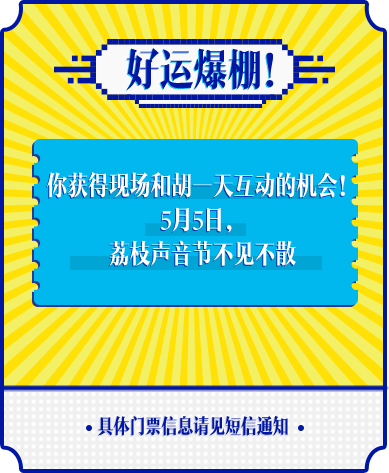 好运爆棚!
你获得现场和胡一天互动的机会!
5月5日,
荔枝声音节不见不散
• 具体门票信息请见短信通知 •